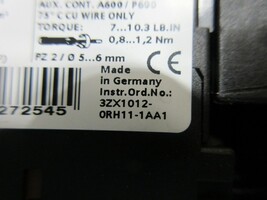 AUX. CONT. A600 / P600
75° C CU WIRE ONLY
TORQUE: 7...10.3 LB.IN
0,8...1,2 Nm
PZ 2 / Ø 5...6 mm
Made
in Germany
CE
Instr.Ord.No.:
3ZX1012-
0RH11-1AA1
272545